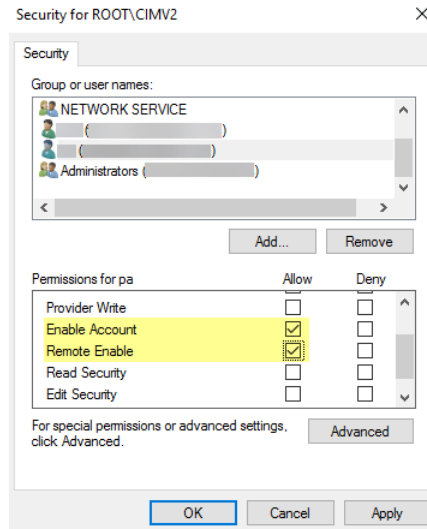 Security for ROOT\CIMV2
Security
Group or user names:
NETWORK SERVICE
(
)
(
)
Administrators (
)
Add...
Remove
Permissions for pa
Allow
Deny
Provider Write
Enable Account
Remote Enable
Read Security
Edit Security
For special permissions or advanced settings,
click Advanced.
Advanced
OK
Cancel
Apply